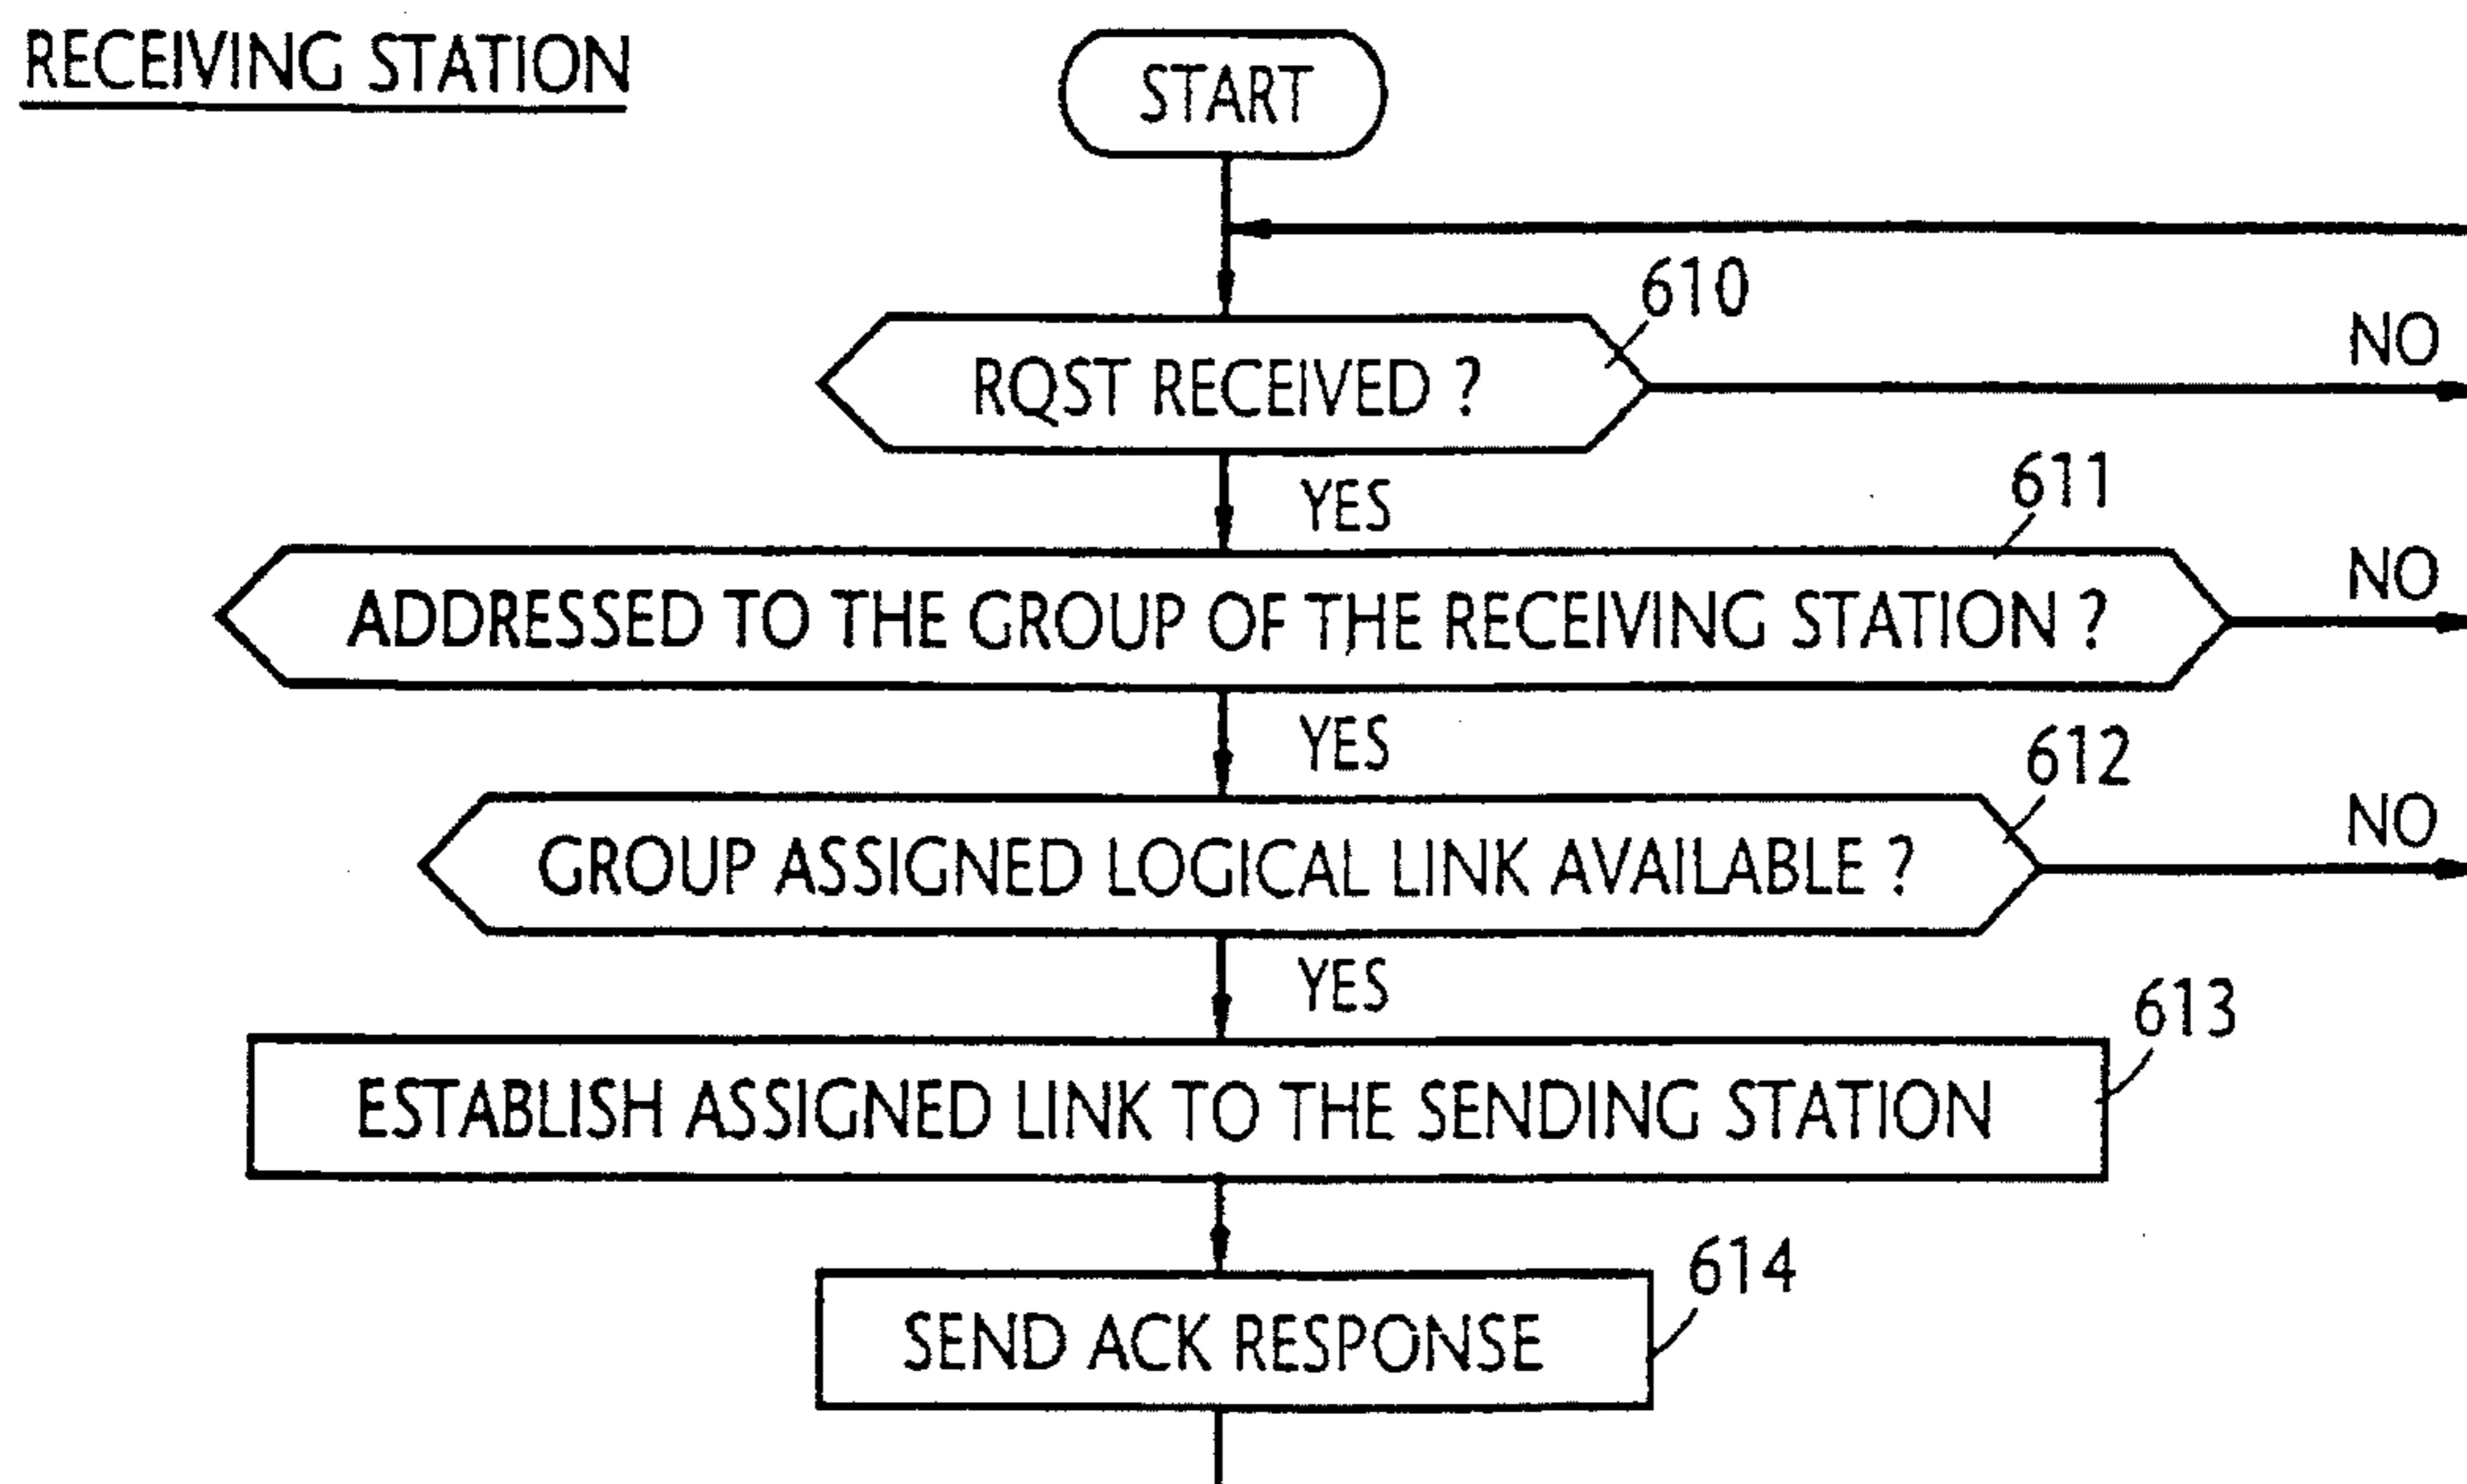 RECEIVING STATION
START
610
RQST RECEIVED ?
NO
YES
611
ADDRESSED TO THE GROUP OF THE RECEIVING STATION ?
NO
YES
612
GROUP ASSIGNED LOGICAL LINK AVAILABLE ?
NO
YES
613
ESTABLISH ASSIGNED LINK TO THE SENDING STATION
614
SEND ACK RESPONSE